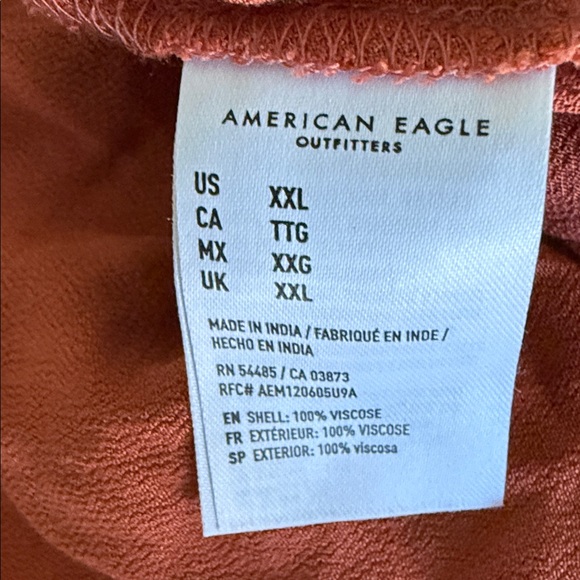 AMERICAN EAGLE
OUTFITTERS
US XXL
CA TTG
MX XXG
UK XXL
MADE IN INDIA / FABRIQUÉ EN INDE /
HECHO EN INDIA
RN 54485 / CA 03873
RFC# AEM120605U9A
EN SHELL: 100% VISCOSE
FR EXTÉRIEUR: 100% VISCOSE
SP EXTERIOR: 100% viscosa